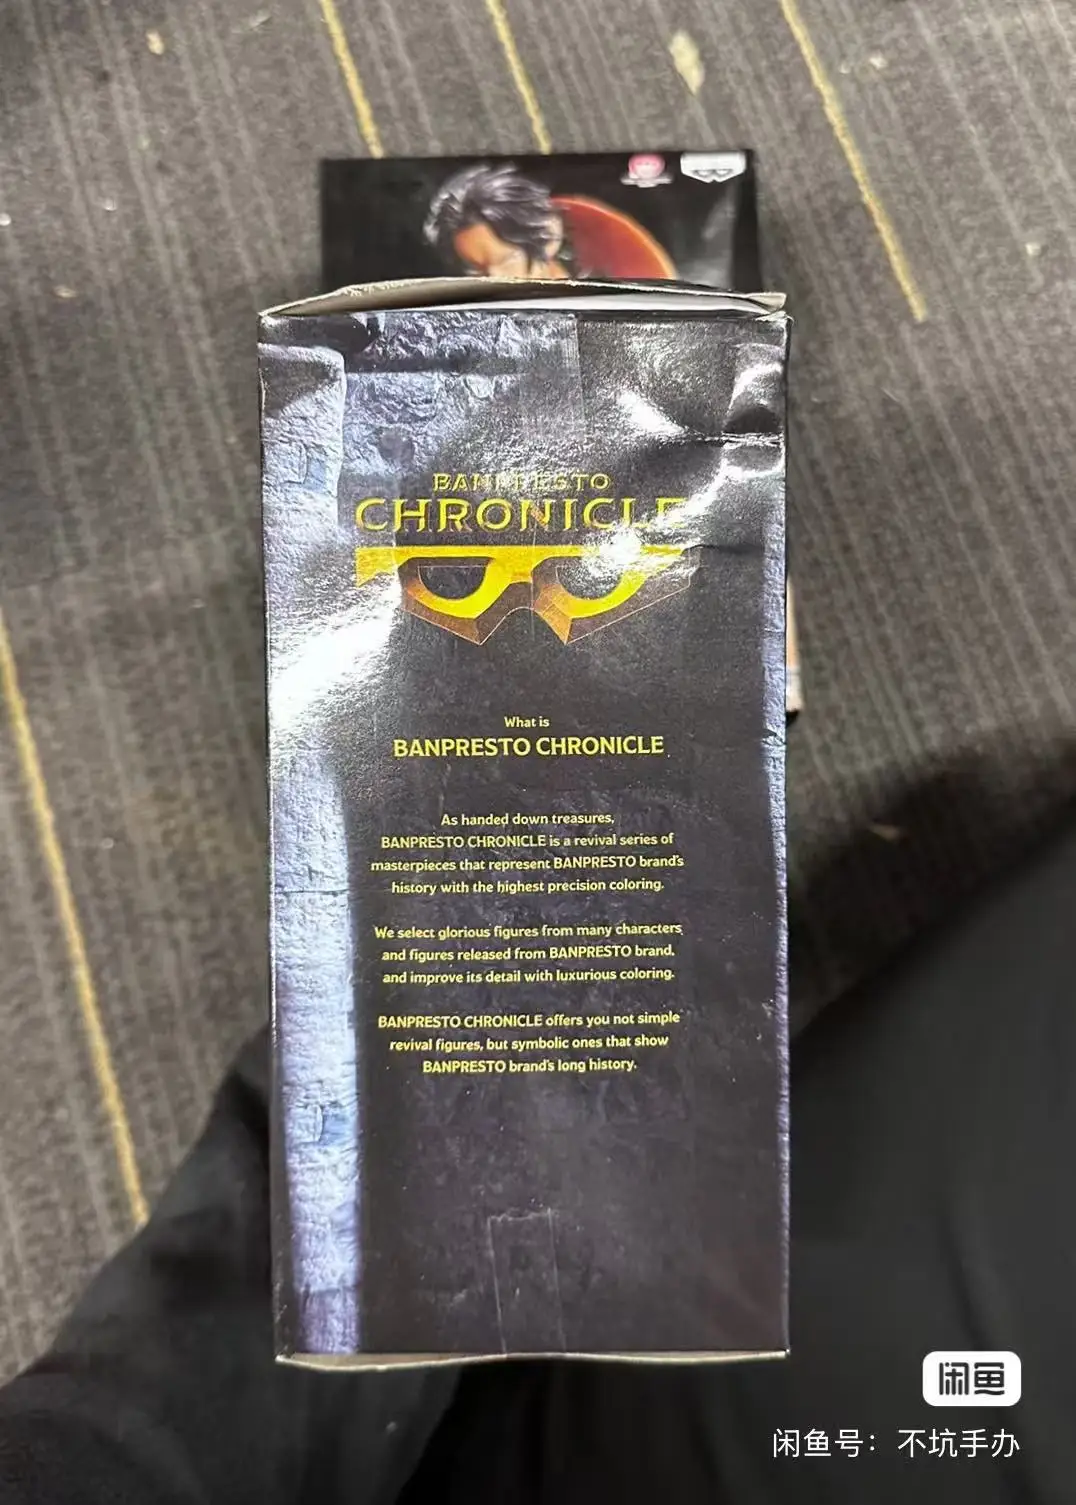 BANPRESTO
CHRONICLE
What is
BANPRESTO CHRONICLE
As handed down treasures,
BANPRESTO CHRONICLE is a revival series of
masterpieces that represent BANPRESTO brand's
history with the highest precision coloring.
We select glorious figures from many characters
and figures released from BANPRESTO brand,
and improve its detail with luxurious coloring.
BANPRESTO CHRONICLE offers you not simple
revival figures, but symbolic ones that show
BANPRESTO brand's long history.
闲鱼
闲鱼号：不坑手办